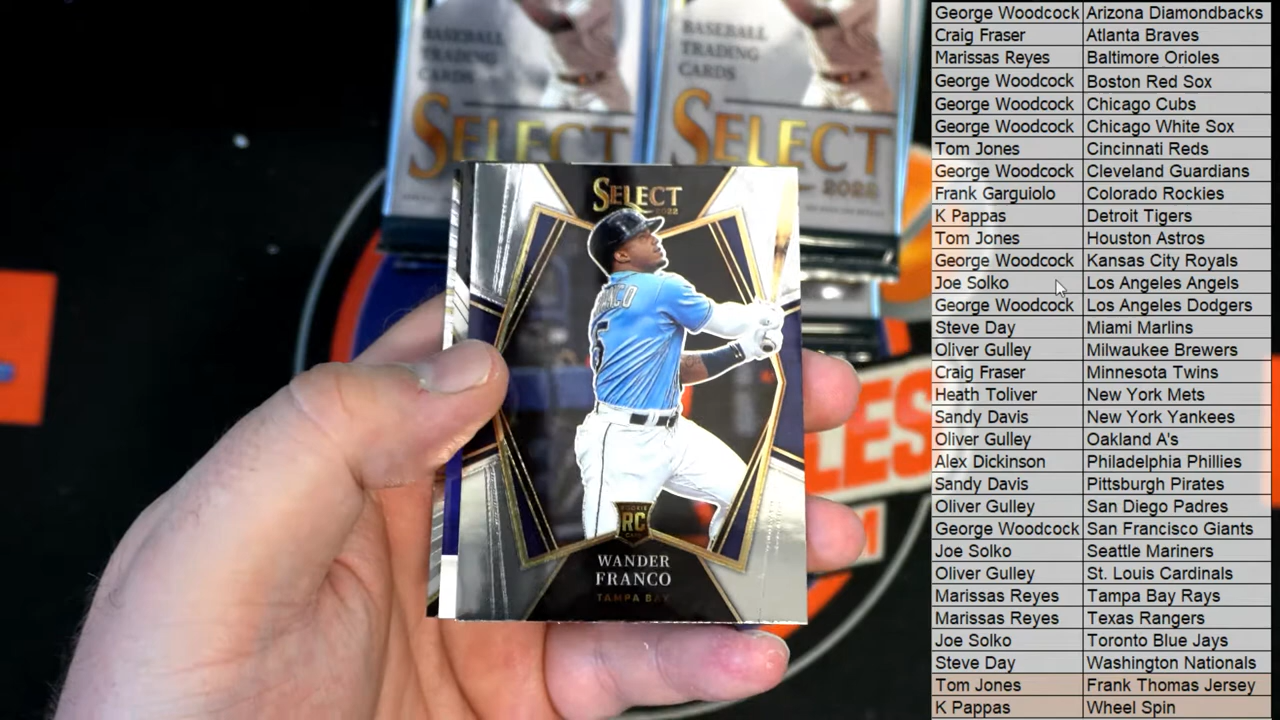 BASEBALL
TRADING
CARDS
SELECT
BASEBALL
TRADING
CARDS
SELECT
2022
SELECT
2022
RC
WANDER
FRANCO
TAMPA BAY
LES
George Woodcock Arizona Diamondbacks
Craig Fraser Atlanta Braves
Marissas Reyes Baltimore Orioles
George Woodcock Boston Red Sox
George Woodcock Chicago Cubs
George Woodcock Chicago White Sox
Tom Jones Cincinnati Reds
George Woodcock Cleveland Guardians
Frank Garguiolo Colorado Rockies
K Pappas Detroit Tigers
Tom Jones Houston Astros
George Woodcock Kansas City Royals
Joe Solko Los Angeles Angels
George Woodcock Los Angeles Dodgers
Steve Day Miami Marlins
Oliver Gulley Milwaukee Brewers
Craig Fraser Minnesota Twins
Heath Toliver New York Mets
Sandy Davis New York Yankees
Oliver Gulley Oakland A's
Alex Dickinson Philadelphia Phillies
Sandy Davis Pittsburgh Pirates
Oliver Gulley San Diego Padres
George Woodcock San Francisco Giants
Joe Solko Seattle Mariners
Oliver Gulley St. Louis Cardinals
Marissas Reyes Tampa Bay Rays
Marissas Reyes Texas Rangers
Joe Solko Toronto Blue Jays
Steve Day Washington Nationals
Tom Jones Frank Thomas Jersey
K Pappas Wheel Spin